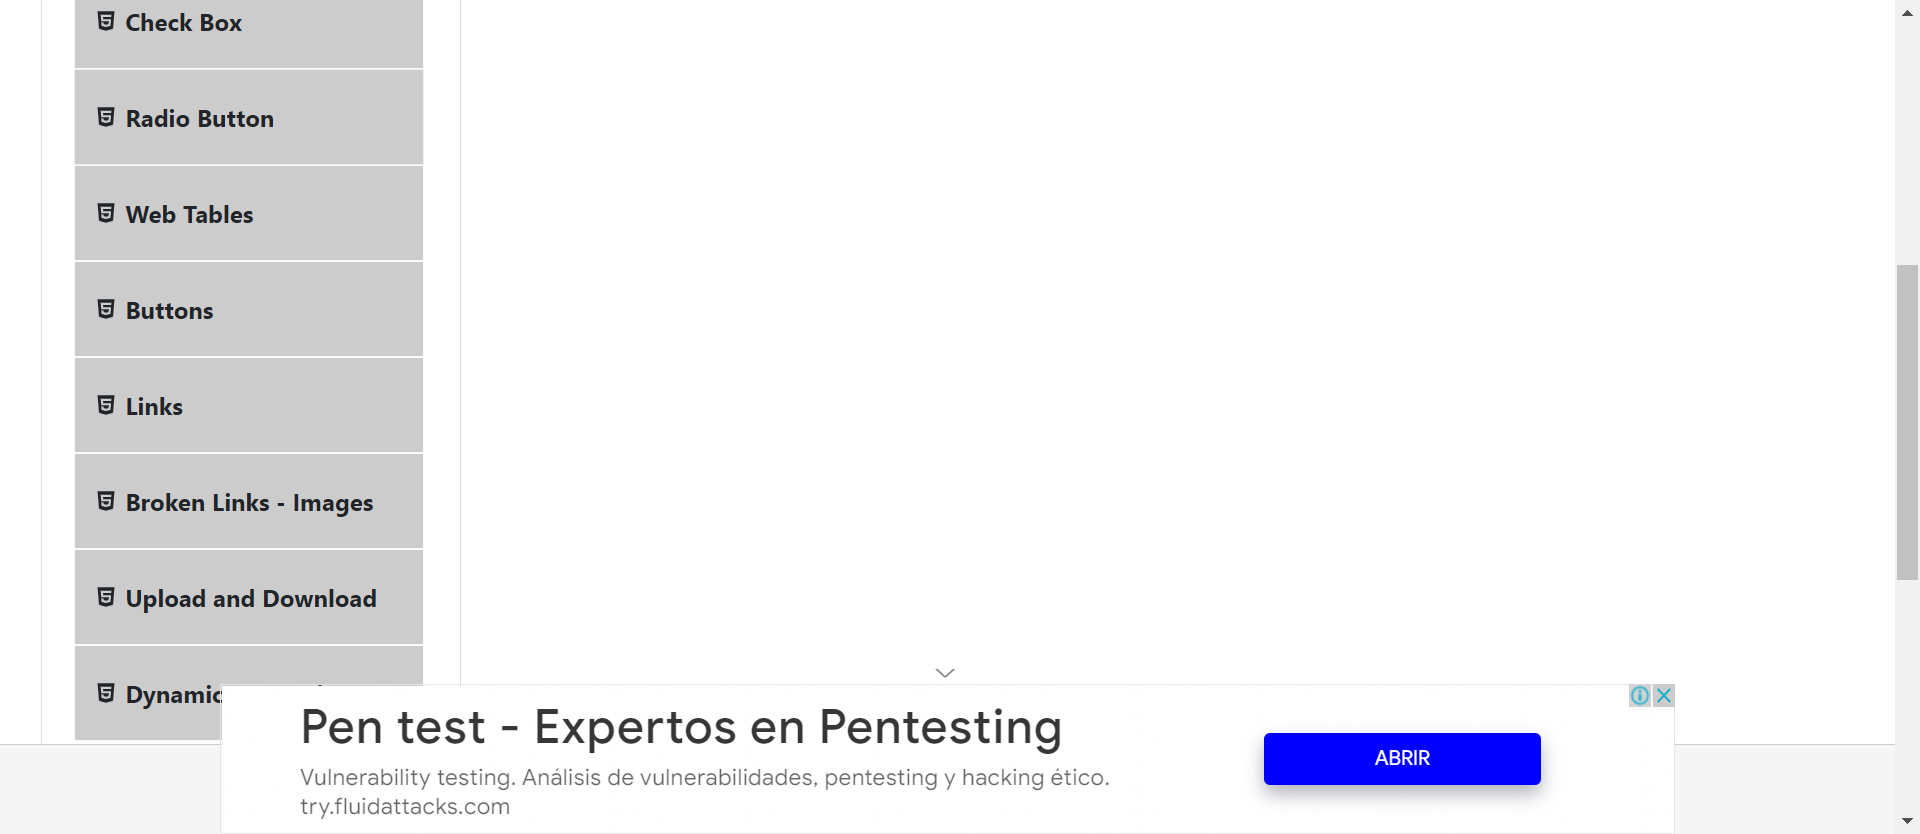 Check Box
Radio Button
Web Tables
Buttons
Links
Broken Links - Images
Upload and Download
Dynamic
Pen test - Expertos en Pentesting
Vulnerability testing. Análisis de vulnerabilidades, pentesting y hacking ético.
try.fluidattacks.com
ABRIR